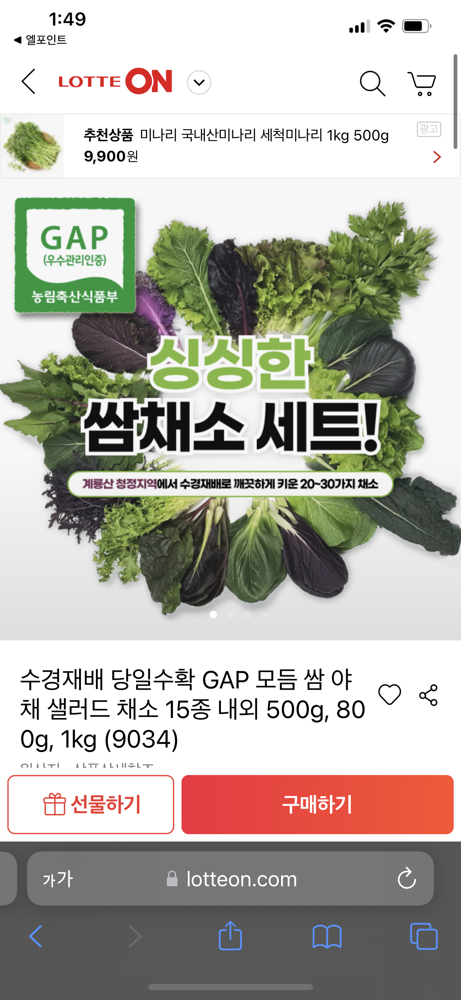 1:49
◀ 엘포인트
LOTTE ON
추천상품 미나리 국내산미나리 세척미나리 1kg 500g
광고
9,900원
GAP
(우수관리인증)
농림축산식품부
싱싱한
쌈채소 세트!
계룡산 청정지역에서 수경재배로 깨끗하게 키운 20~30가지 채소
수경재배 당일수확 GAP 모듬 쌈 야
채 샐러드 채소 15종 내외 500g, 80
0g, 1kg (9034)
선물하기
구매하기
가가
lotteon.com